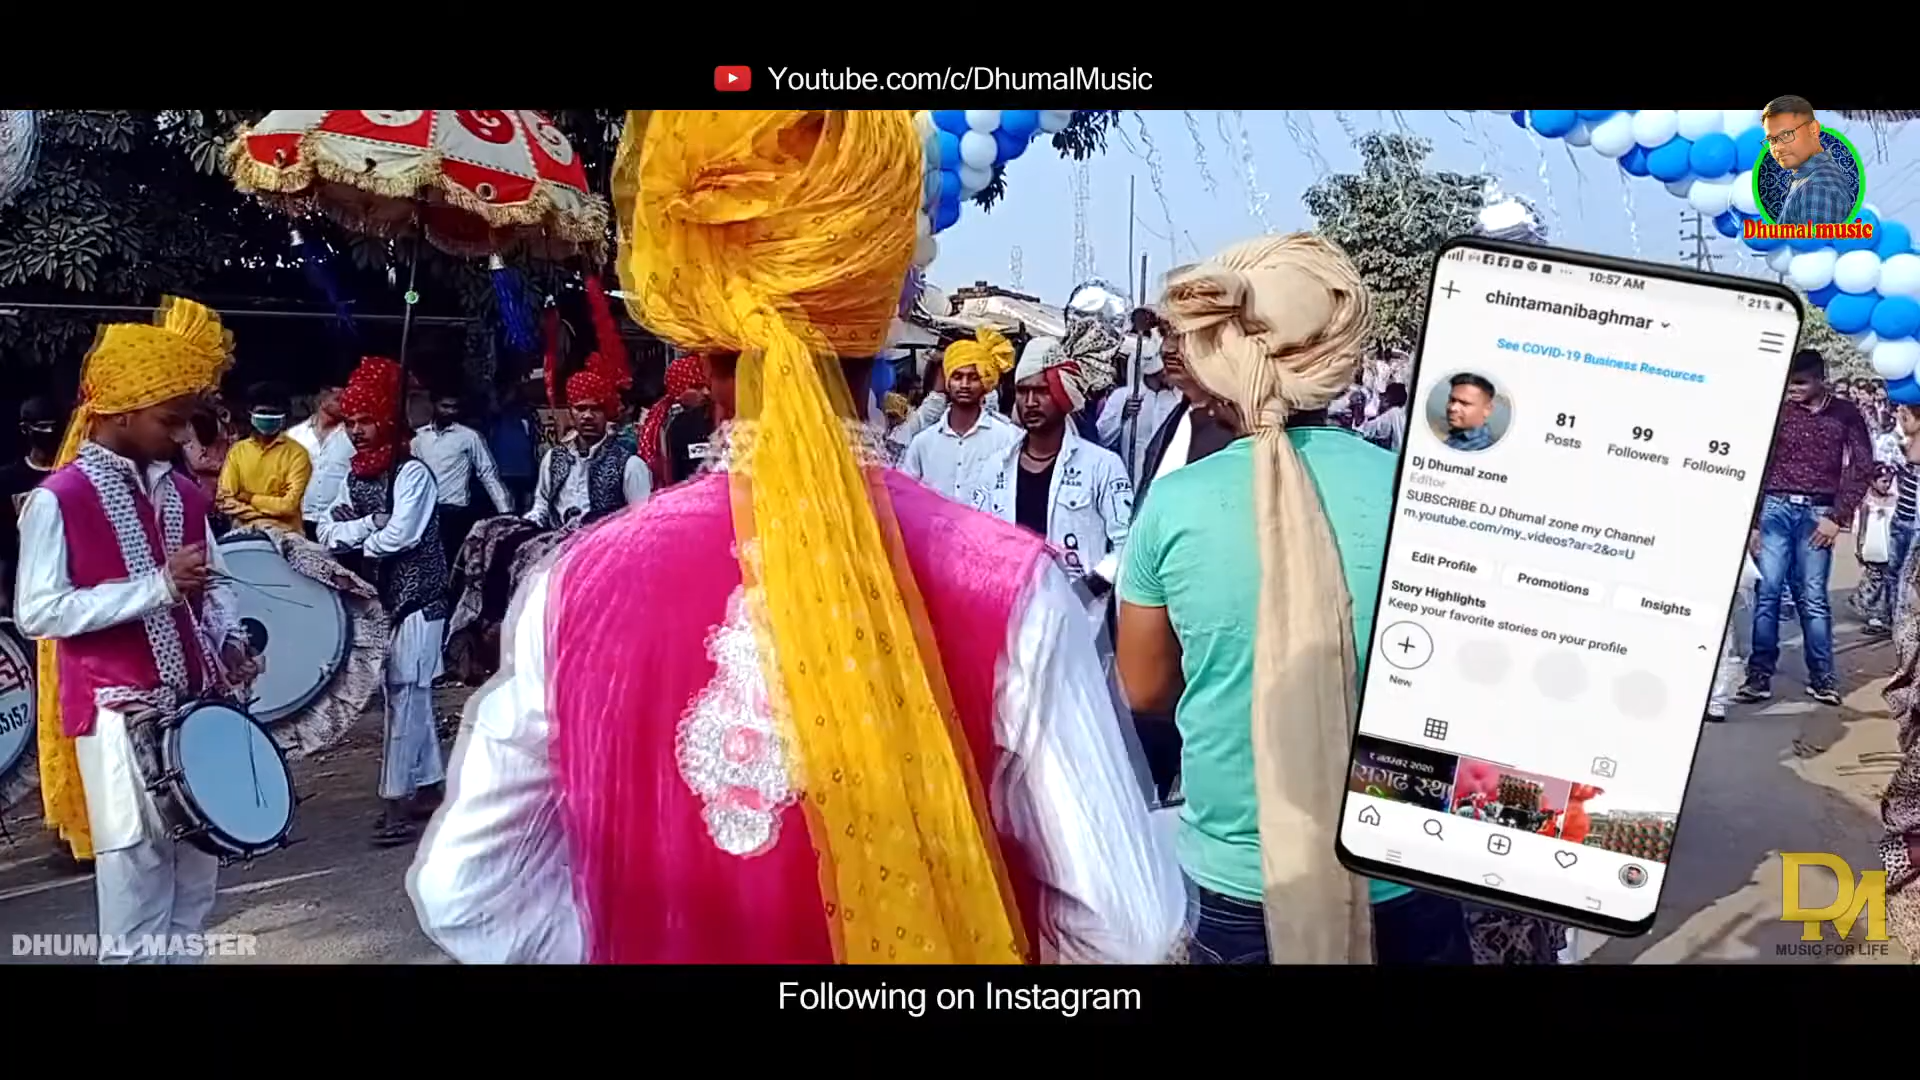 Youtube.com/c/DhumalMusic
Dhumal music
10:57 AM
21%
chintamanibaghmar
See COVID-19 Business Resources
81
Posts
99
Followers
93
Following
Dj Dhumal zone
Editor
SUBSCRIBE DJ Dhumal zone my Channel
m.youtube.com/my_videos?ar=2&o=U
Edit Profile
Promotions
Insights
Story Highlights
Keep your favorite stories on your profile
New
2020
DHUMAL MASTER
DM
MUSIC FOR LIFE
Following on Instagram